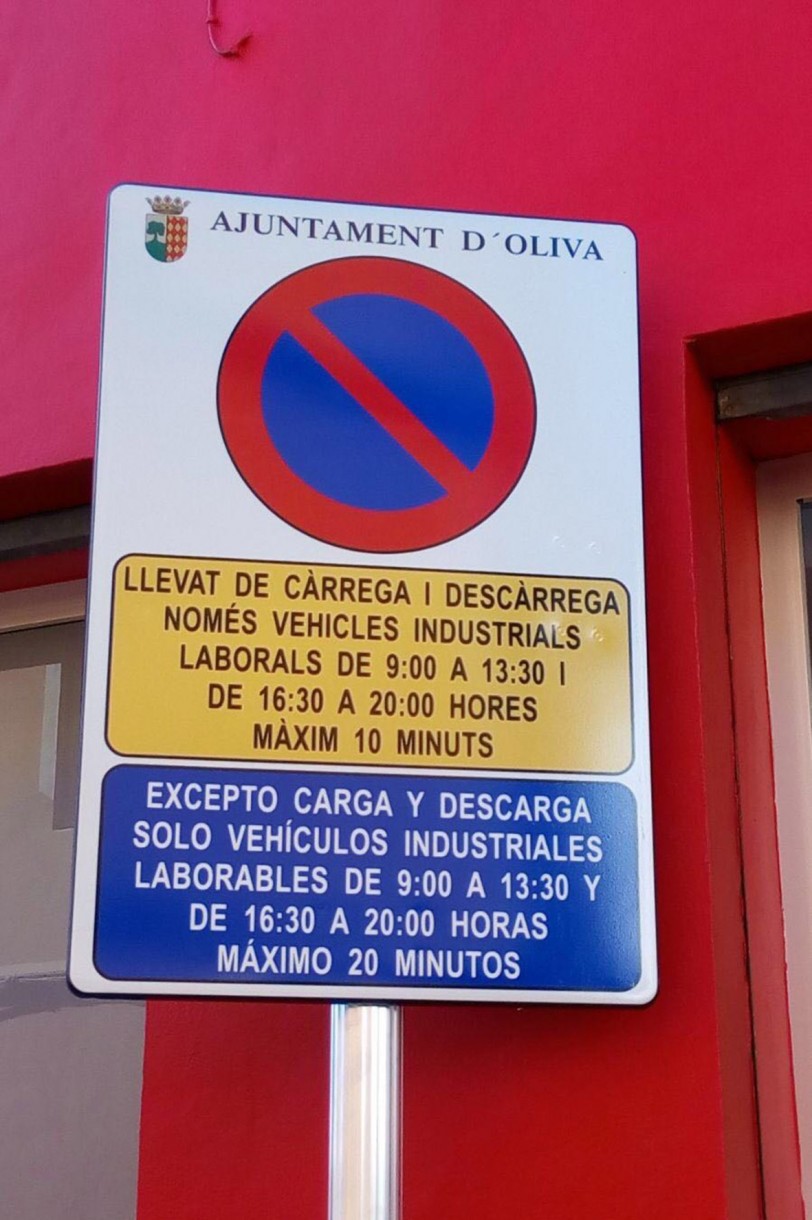 AJUNTAMENT D´OLIVA
LLEVAT DE CÀRREGA I DESCÀRREGA
NOMÉS VEHICLES INDUSTRIALS
LABORALS DE 9:00 A 13:30 I
DE 16:30 A 20:00 HORES
MÀXIM 10 MINUTS
EXCEPTO CARGA Y DESCARGA
SOLO VEHÍCULOS INDUSTRIALES
LABORABLES DE 9:00 A 13:30 Y
DE 16:30 A 20:00 HORAS
MÁXIMO 20 MINUTOS